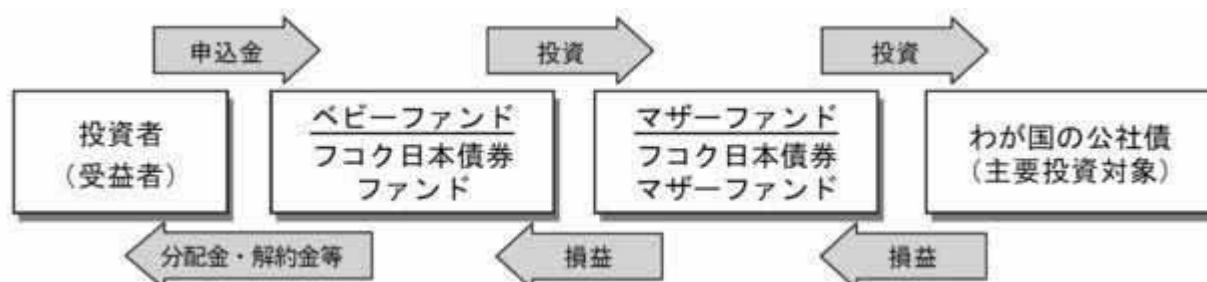 申込金
投資
投資
投資者
（受益者）
ベビーファンド
フコク日本債券
ファンド
マザーファンド
フコク日本債券
マザーファンド
わが国の公社債
（主要投資対象）
分配金・解約金等
損益
損益